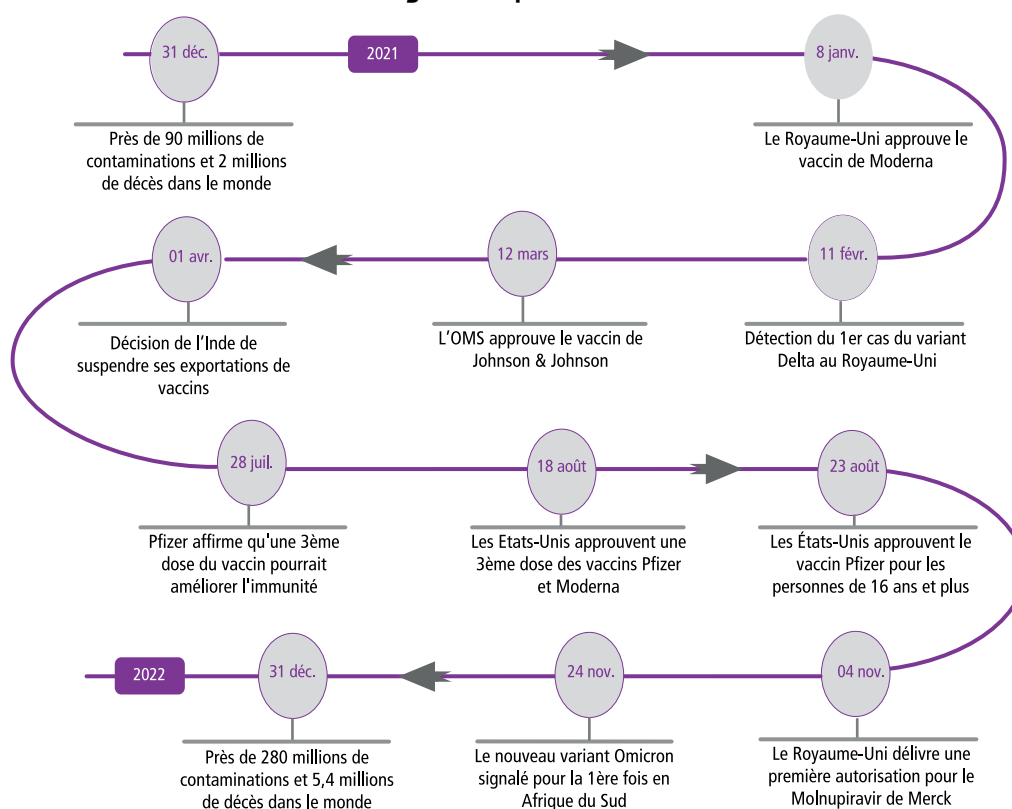 31 déc.
2021
8 janv.
Près de 90 millions de
contaminations et 2 millions
de décès dans le monde
Le Royaume-Uni approuve le
vaccin de Moderna
01 avr.
12 mars
11 févr.
Décision de l'Inde de
suspendre ses exportations de
vaccins
L'OMS approuve le vaccin de
Johnson & Johnson
Détection du 1er cas du variant
Delta au Royaume-Uni
28 juil.
18 août
23 août
Pfizer affirme qu'une 3ème
dose du vaccin pourrait
améliorer l'immunité
Les Etats-Unis approuvent une
3ème dose des vaccins Pfizer
et Moderna
Les États-Unis approuvent le
vaccin Pfizer pour les
personnes de 16 ans et plus
2022
31 déc.
24 nov.
04 nov.
Près de 280 millions de
contaminations et 5,4 millions
de décès dans le monde
Le nouveau variant Omicron
signalé pour la 1ère fois en
Afrique du Sud
Le Royaume-Uni délivre une
première autorisation pour le
Molnupiravir de Merck